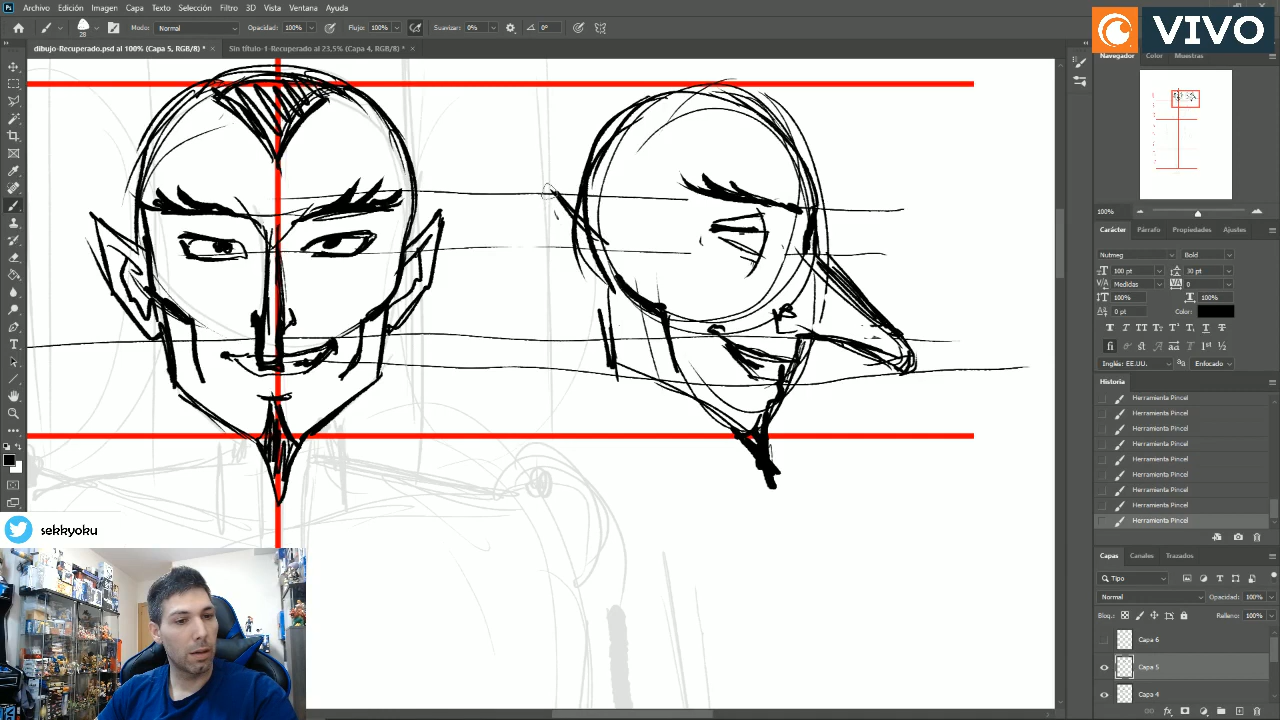 Archivo Edición Imagen Capa Texto Selección Filtro 3D Vista Ventana Ayuda
Modo: Normal Opacidad: 100% Flujo: 100% Suavizar: 0% 0°
28
dibujo-Recuperado.psd al 100% (Capa 5, RGB/8) * Sin título-1-Recuperado al 23,5% (Capa 4, RGB/8) *
VIVO
Navegador Color Muestras
100%
Carácter Párrafo Propiedades Ajustes
Nutmeg Bold
100 pt 30 pt
Medidas 0
100% 100%
0 pt Color:
Inglés: EE.UU. Enfocado
Historia
Herramienta Pincel
Herramienta Pincel
Herramienta Pincel
Herramienta Pincel
Herramienta Pincel
Herramienta Pincel
Herramienta Pincel
Herramienta Pincel
Herramienta Pincel
Capas Canales Trazados
Tipo
Normal Opacidad: 100%
Bloq.: Relleno: 100%
Capa 6
Capa 5
Capa 4
sekkyoku